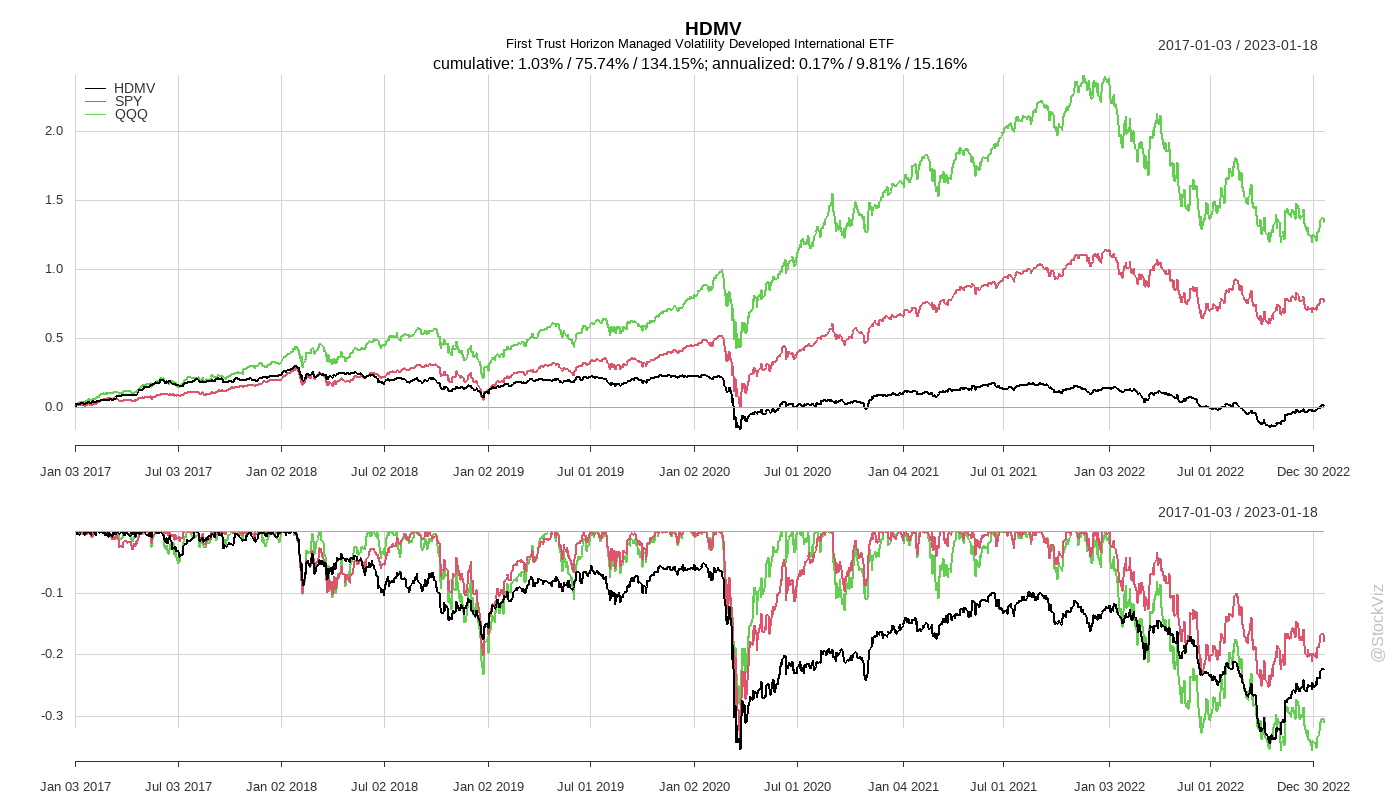 HDMV
First Trust Horizon Managed Volatility Developed International ETF
2017-01-03 / 2023-01-18
cumulative: 1.03% / 75.74% / 134.15%; annualized: 0.17% / 9.81% / 15.16%
HDMV
SPY
QQQ
2.0
1.5
1.0
0.5
0.0
Jan 03 2017 Jul 03 2017 Jan 02 2018 Jul 02 2018 Jan 02 2019 Jul 01 2019 Jan 02 2020 Jul 01 2020 Jan 04 2021 Jul 01 2021 Jan 03 2022 Jul 01 2022 Dec 30 2022
2017-01-03 / 2023-01-18
-0.1
-0.2
-0.3
Jan 03 2017 Jul 03 2017 Jan 02 2018 Jul 02 2018 Jan 02 2019 Jul 01 2019 Jan 02 2020 Jul 01 2020 Jan 04 2021 Jul 01 2021 Jan 03 2022 Jul 01 2022 Dec 30 2022
@StockViz